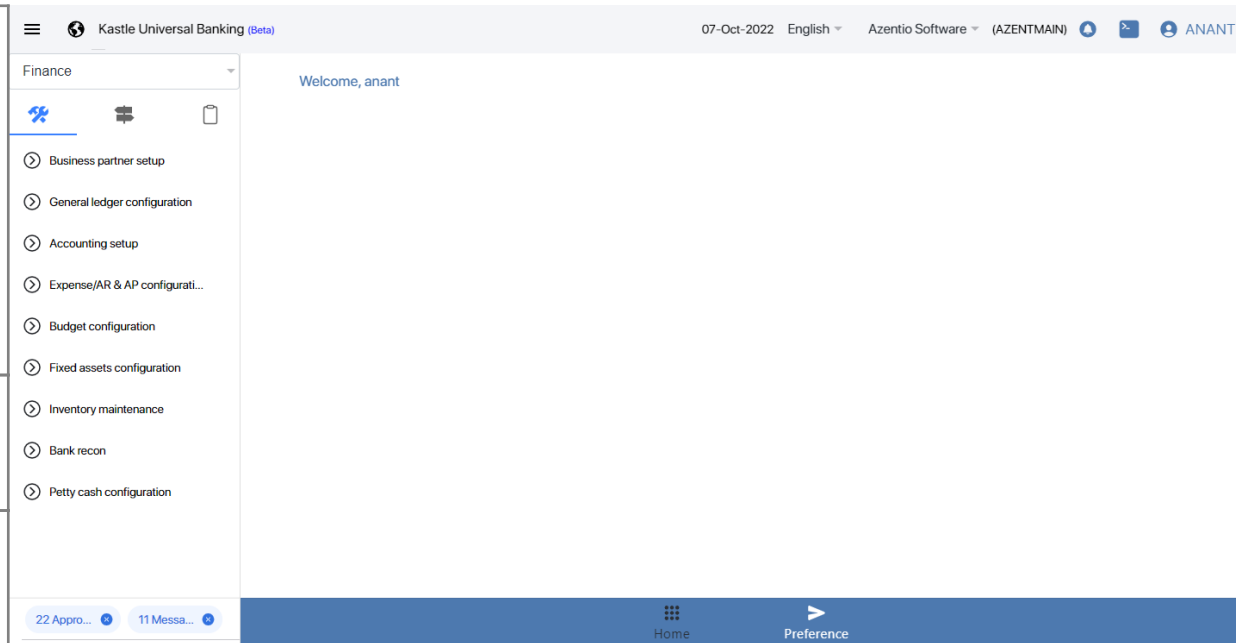 Kastle Universal Banking (Beta) 07-Oct-2022 English Azentio Software (AZENTMAIN) ANANT
Finance
Welcome, anant
Business partner setup
General ledger configuration
Accounting setup
Expense/AR & AP configurati...
Budget configuration
Fixed assets configuration
Inventory maintenance
Bank recon
Petty cash configuration
22 Appro... 11 Messa...
Home Preference